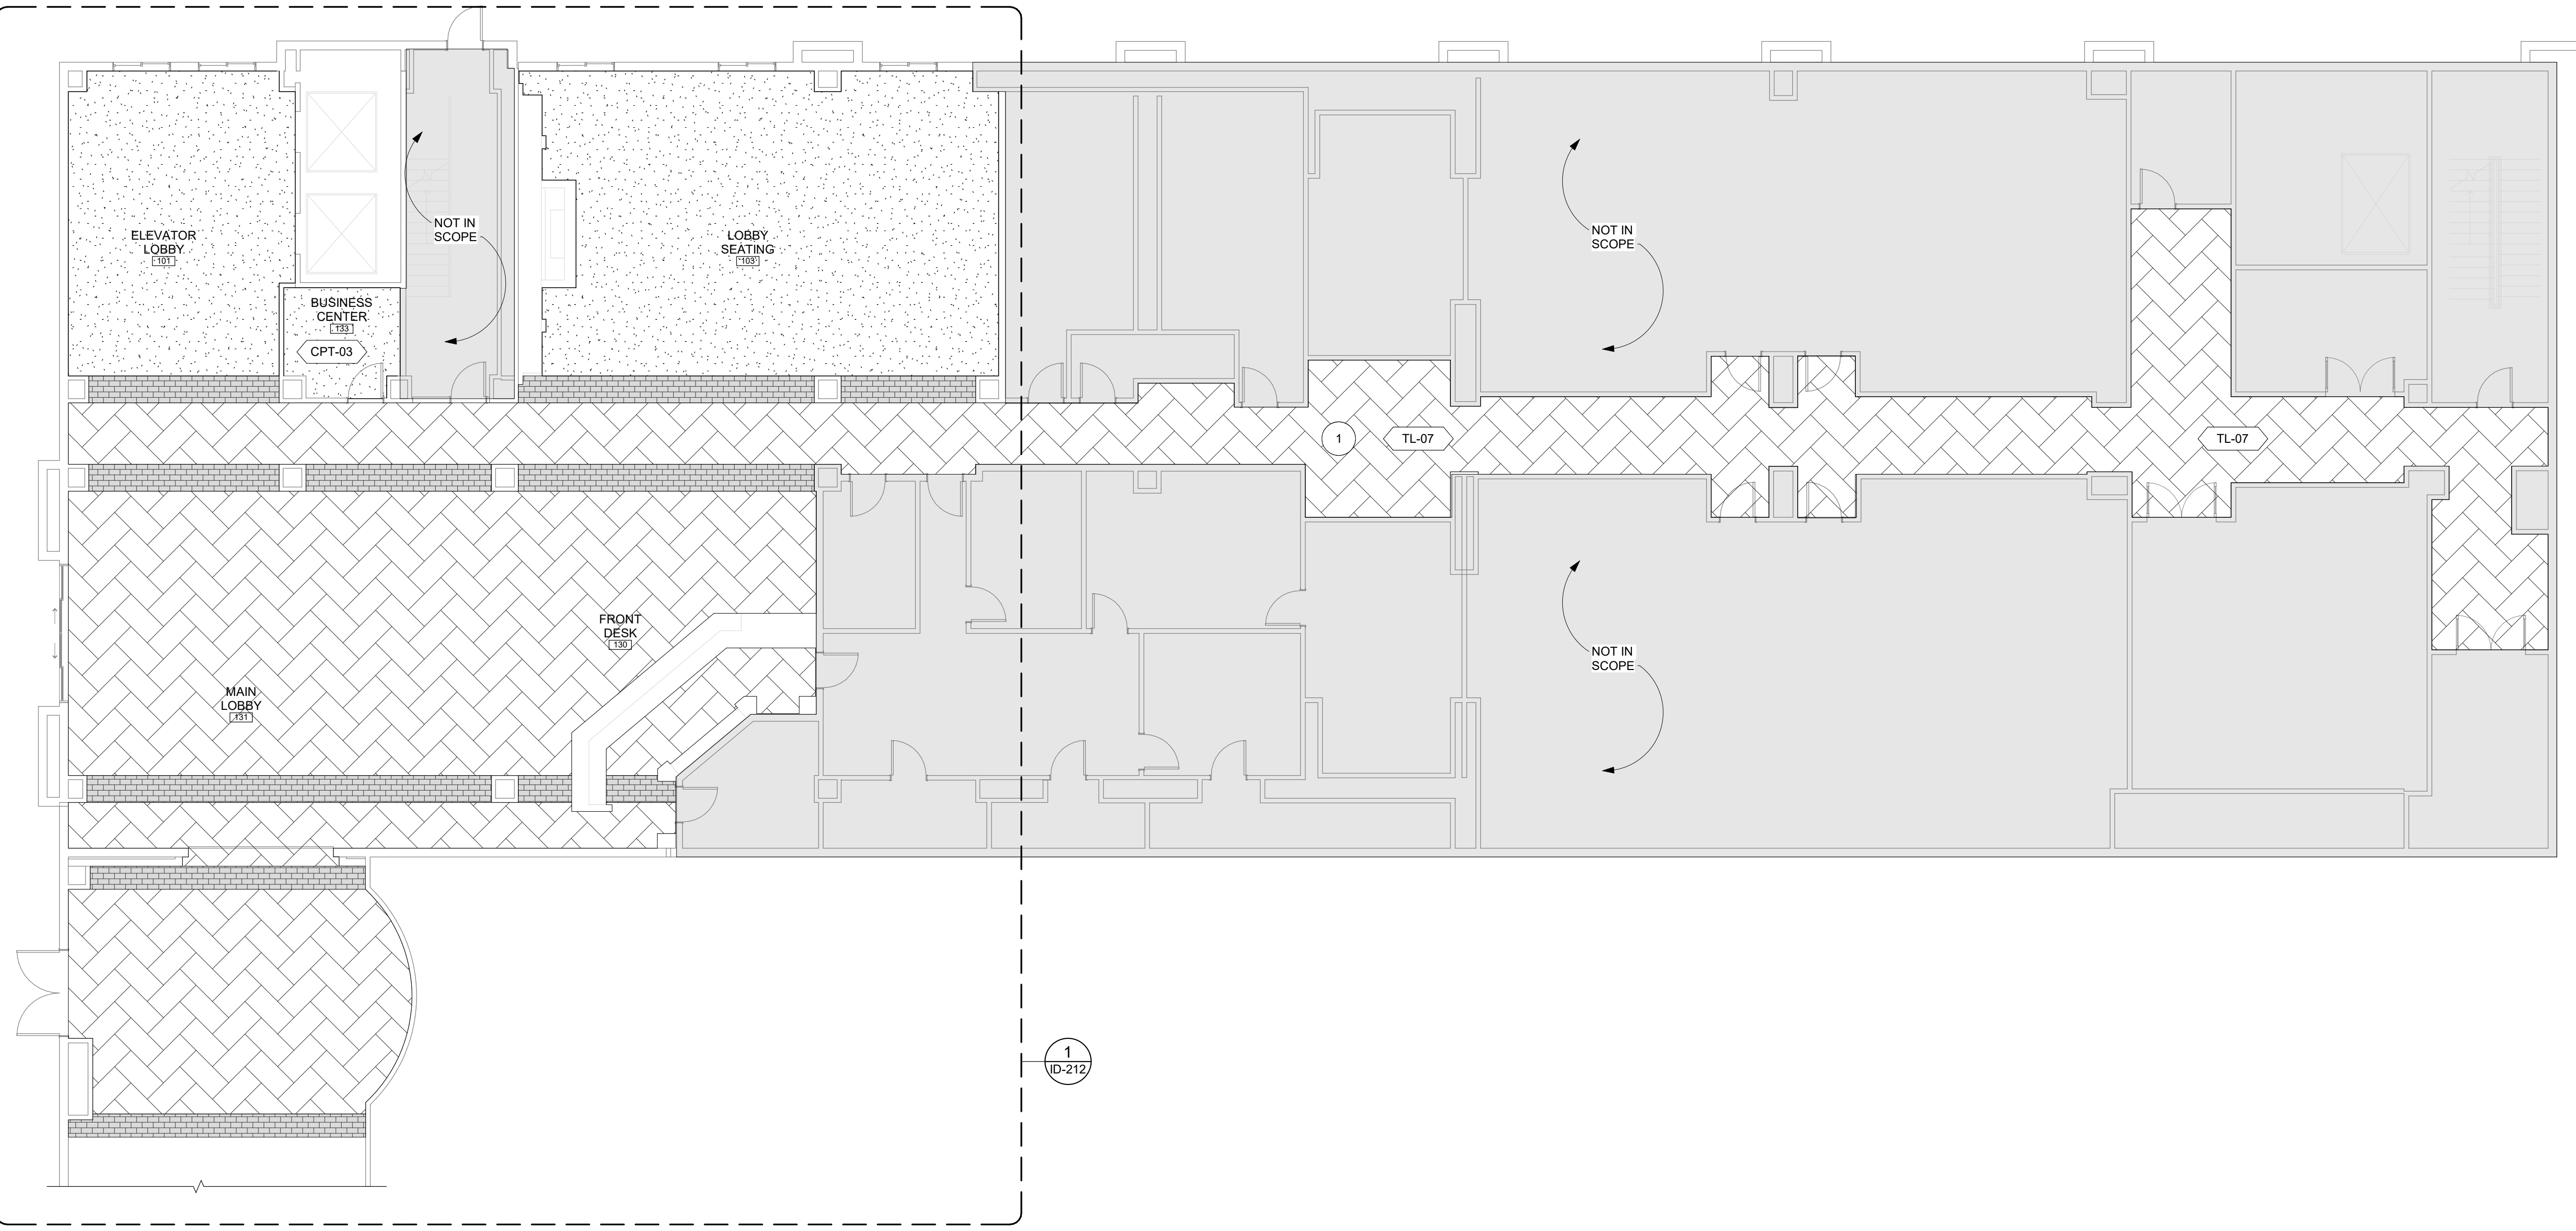 ELEVATOR
LOBBY
101
NOT IN
SCOPE
LOBBY
SEATING
103
NOT IN
SCOPE
BUSINESS
CENTER
133
CPT-03
1
TL-07
TL-07
FRONT
DESK
130
NOT IN
SCOPE
MAIN
LOBBY
131
1
ID-212